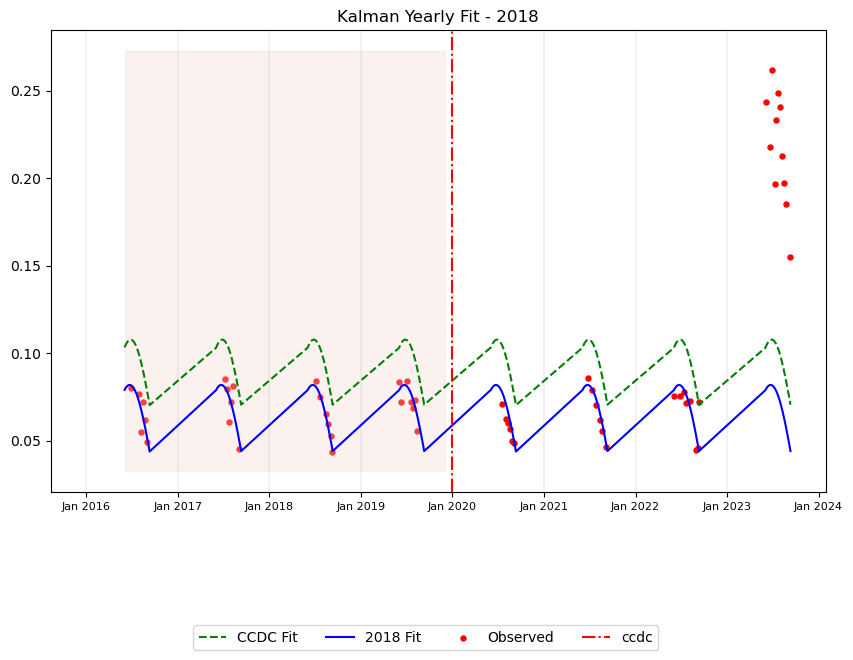 Kalman Yearly Fit - 2018
0.25
0.20
0.15
0.10
0.05
Jan 2016 Jan 2017 Jan 2018 Jan 2019 Jan 2020 Jan 2021 Jan 2022 Jan 2023 Jan 2024
CCDC Fit 2018 Fit Observed ccdc